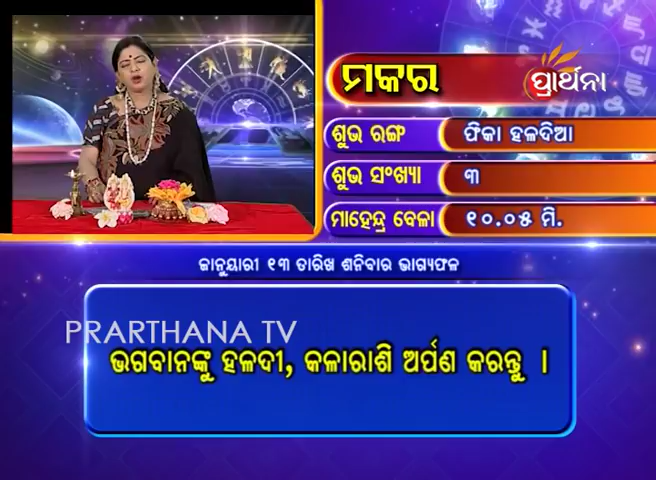 ମକର
ପ୍ରାର୍ଥନା
ଶୁଭ ରଙ୍ଗ ଫିକା ହଳଦିଆ
ଶୁଭ ସଂଖ୍ୟା ୩
ମାହେନ୍ଦ୍ର ବେଳା ୧୦.୦୫ ମି.
ଜାନୁୟାରୀ ୧୩ ତାରିଖ ଶନିବାର ଭାଗ୍ୟଫଳ
PRARTHANA TV
ଭଗବାନଙ୍କୁ ହଳଦୀ, କଳାରାଶି ଅର୍ପଣ କରନ୍ତୁ ।